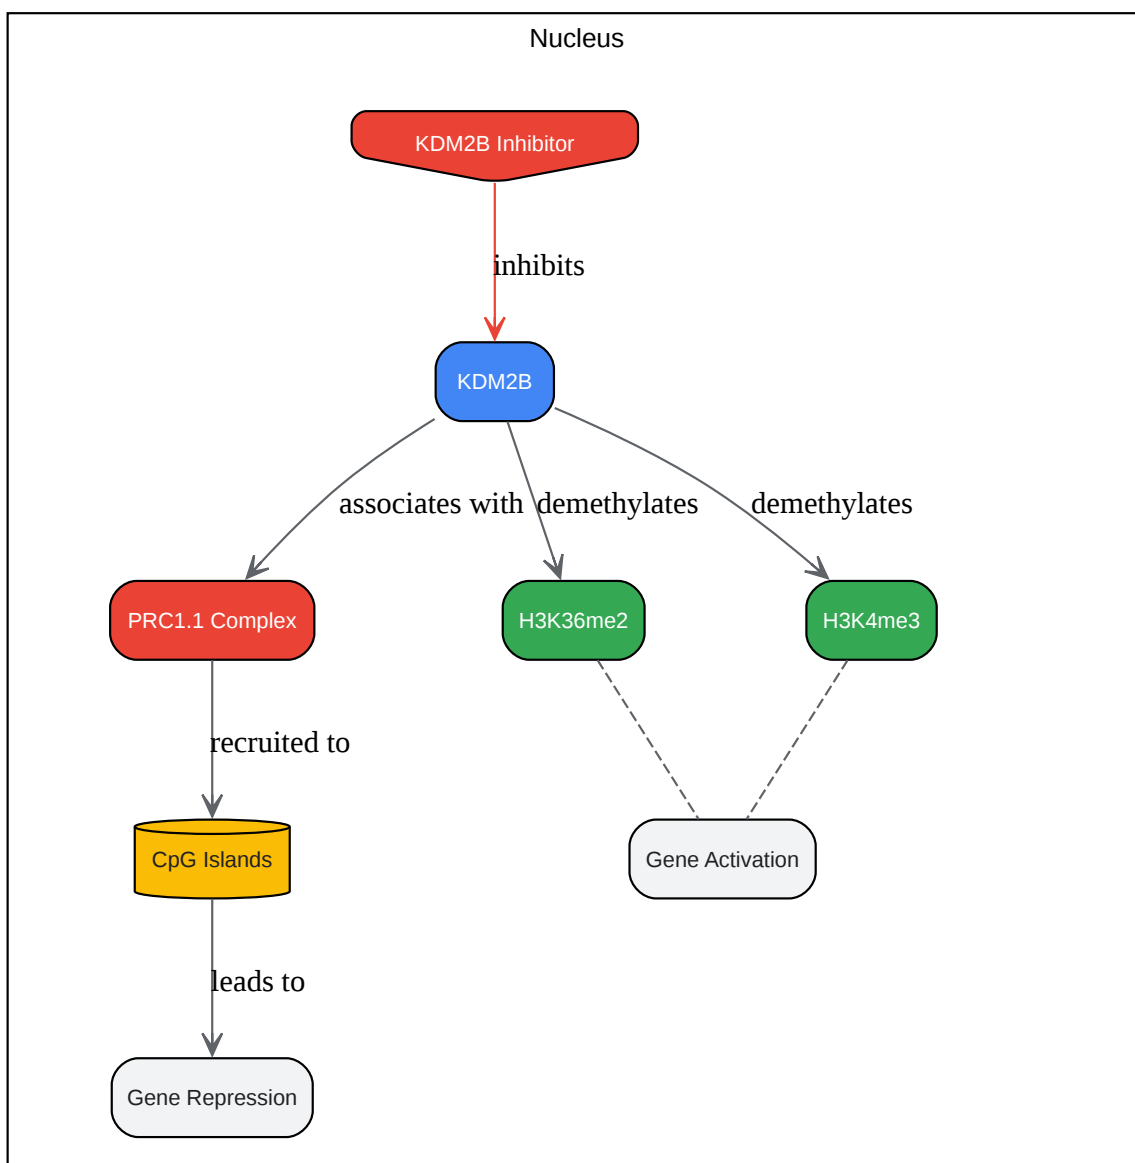 Nucleus
KDM2B Inhibitor
inhibits
KDM2B
associates with
demethylates
demethylates
PRC1.1 Complex
H3K36me2
H3K4me3
recruited to
CpG Islands
Gene Activation
leads to
Gene Repression